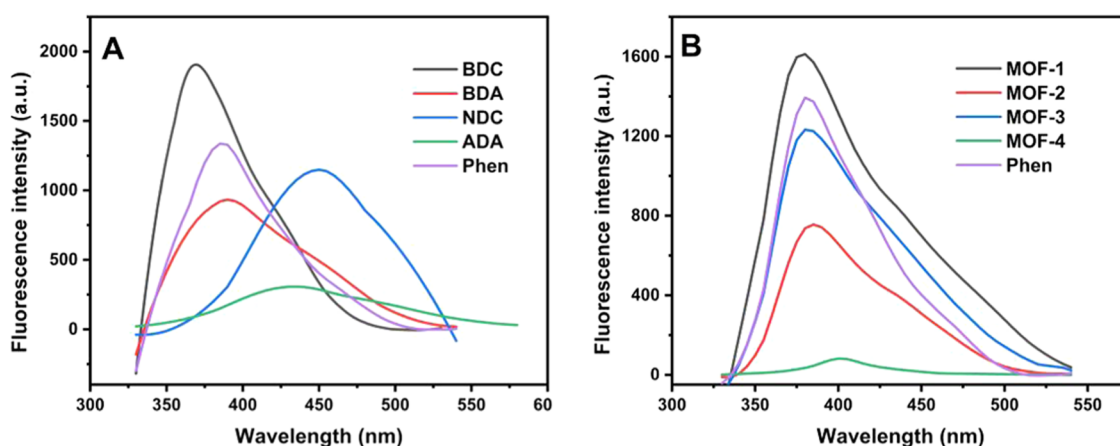 A
2000
1500
1000
500
0
300
350
400
450
500
550
60
Wavelength (nm)
Fluorescence intensity (a.u.)
BDC
BDA
NDC
ADA
Phen
B
1600
1200
800
400
0
300
350
400
450
500
550
Wavelength (nm)
Fluorescence intensity (a.u.)
MOF-1
MOF-2
MOF-3
MOF-4
Phen